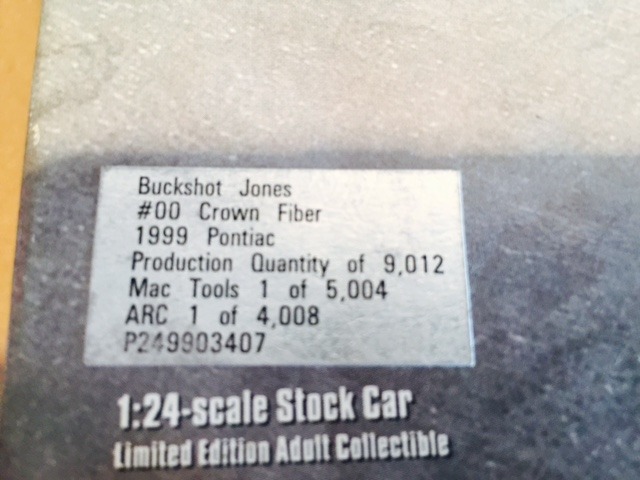 Buckshot Jones
#00 Crown Fiber
1999 Pontiac
Production Quantity of 9,012
Mac Tools 1 of 5,004
ARC 1 of 4,008
P249903407
1:24-scale Stock Car
Limited Edition Adult Collectible